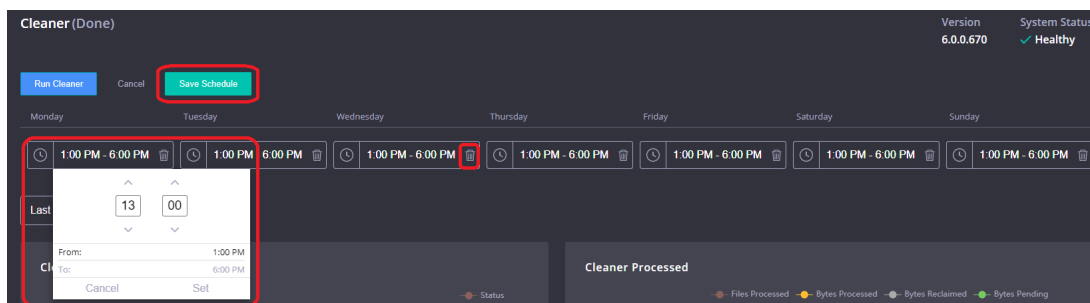 Cleaner (Done)
Version
System Status
6.0.0.670
Healthy
Run Cleaner
Cancel
Save Schedule
Monday
Tuesday
Wednesday
Thursday
Friday
Saturday
Sunday
1:00 PM - 6:00 PM
1:00 PM - 6:00 PM
1:00 PM - 6:00 PM
1:00 PM - 6:00 PM
1:00 PM - 6:00 PM
1:00 PM - 6:00 PM
1:00 PM - 6:00 PM
Last
13
00
From:
1:00 PM
To:
6:00 PM
Cancel
Set
Cl
Status
Cleaner Processed
Files Processed
Bytes Processed
Bytes Reclaimed
Bytes Pending